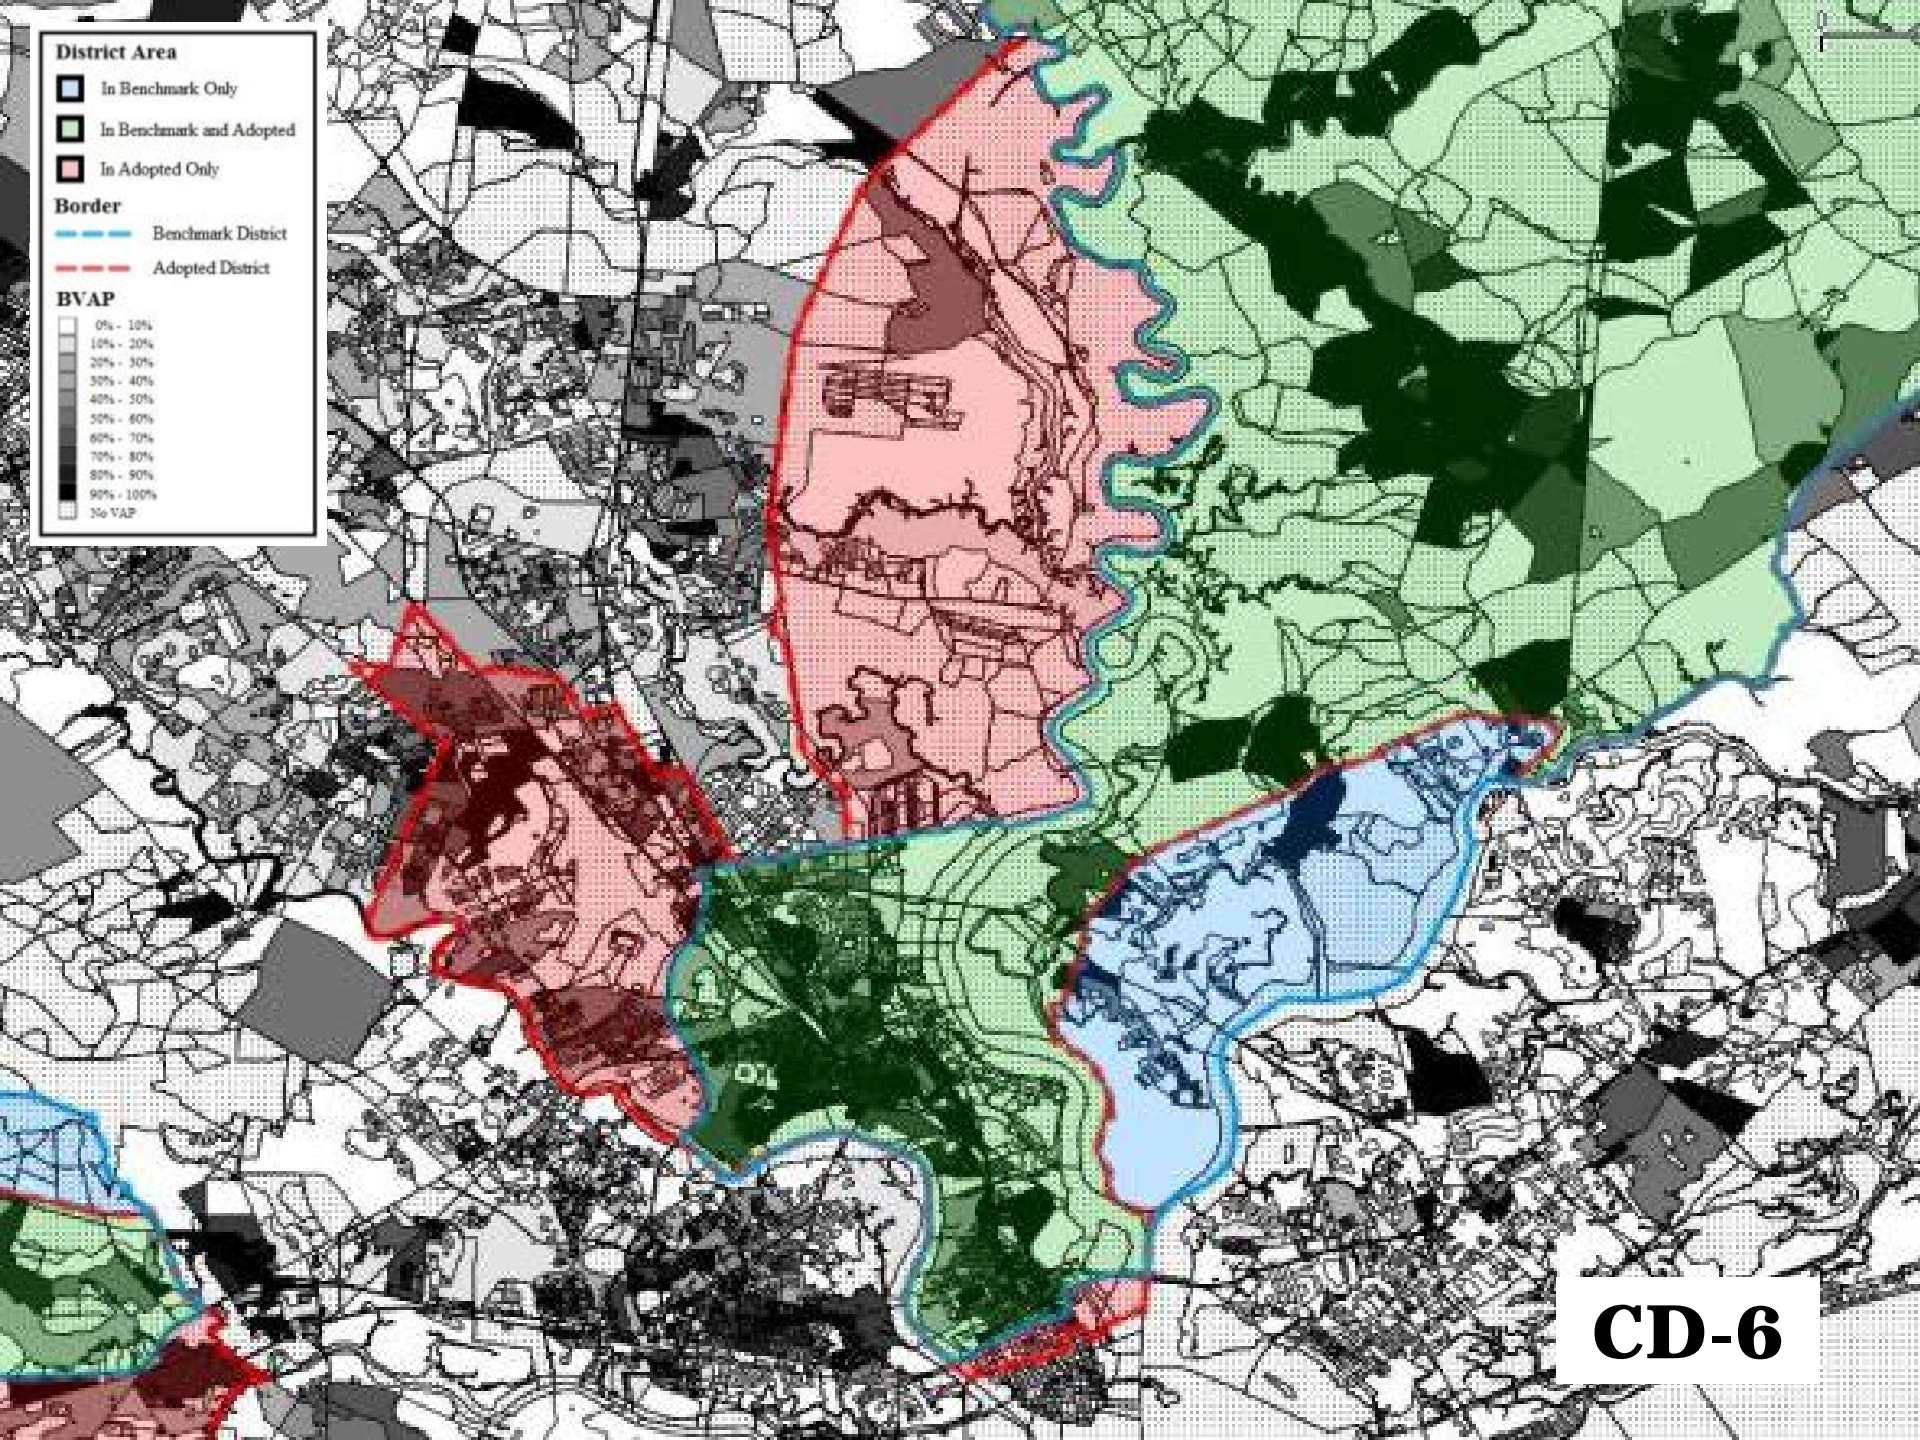 District Area
In Benchmark Only
In Benchmark and Adopted
In Adopted Only
Border
Benchmark District
Adopted District
BVAP
0% - 10%
10% - 20%
20% - 30%
30% - 40%
40% - 50%
50% - 60%
60% - 70%
70% - 80%
80% - 90%
90% - 100%
No VAP
CD-6